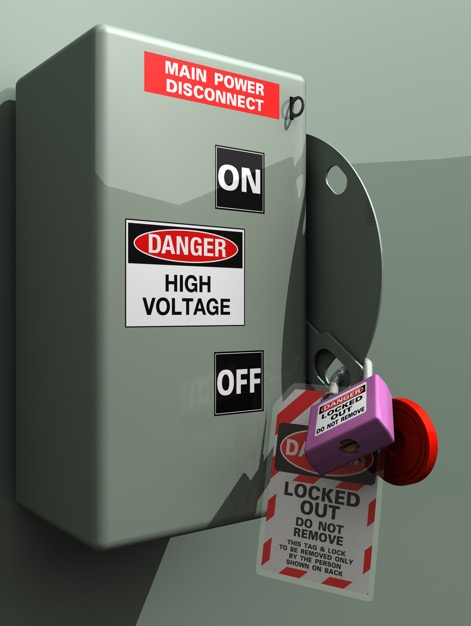 MAIN POWER
DISCONNECT
ON
DANGER
HIGH
VOLTAGE
OFF
DANGER
LOCKED
OUT
DO NOT REMOVE
LOCKED
OUT
DO NOT
REMOVE
THIS TAG & LOCK
TO BE REMOVED ONLY
BY THE PERSON
SHOWN ON BACK